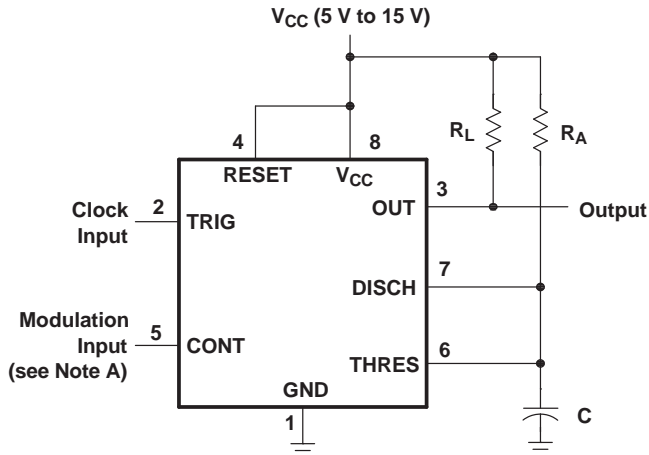 VCC (5 V to 15 V)
4
8
RL
RA
RESET
VCC
3
Clock
Input
2
TRIG
OUT
Output
7
DISCH
Modulation
Input
(see Note A)
5
CONT
6
THRES
GND
1
C